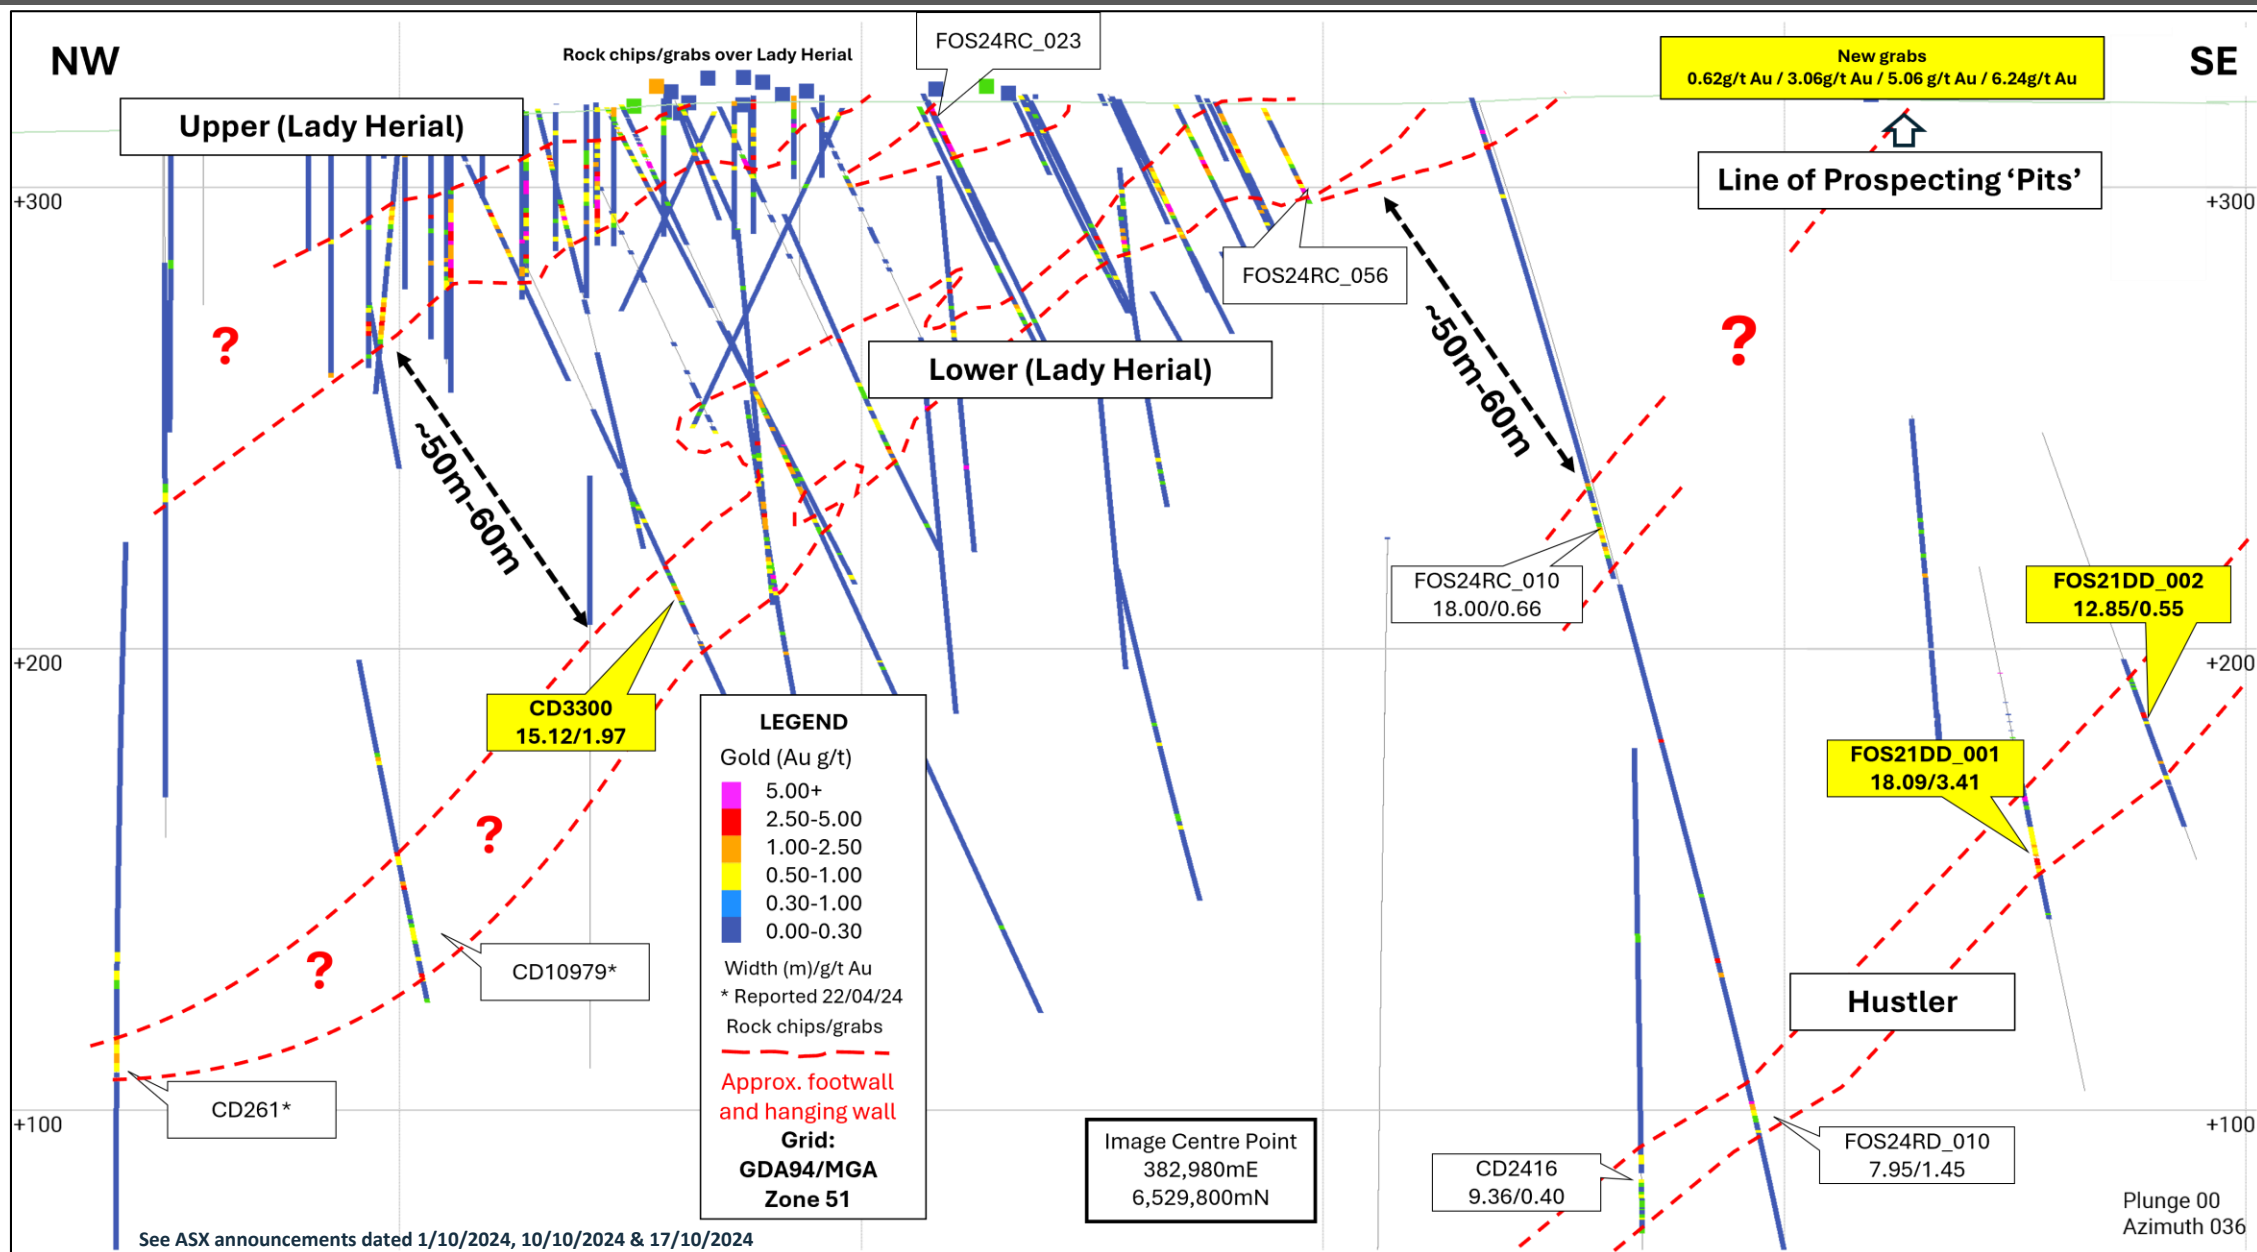 NW
Rock chips/grabs over Lady Herial
FOS24RC_023
New grabs
0.62g/t Au / 3.06g/t Au / 5.06 g/t Au / 6.24g/t Au
SE
Upper (Lady Herial)
Line of Prospecting ‘Pits’
+300
+300
FOS24RC_056
?
?
~50m-60m
~50m-60m
Lower (Lady Herial)
FOS24RC_010
18.00/0.66
FOS21DD_002
12.85/0.55
+200
+200
CD3300
15.12/1.97
FOS21DD_001
18.09/3.41
?
?
CD10979*
CD261*
LEGEND
Gold (Au g/t)
5.00+
2.50-5.00
1.00-2.50
0.50-1.00
0.30-1.00
0.00-0.30
Width (m)/g/t Au
* Reported 22/04/24
Rock chips/grabs
Approx. footwall
and hanging wall
Grid:
GDA94/MGA
Zone 51
Hustler
+100
+100
Image Centre Point
382,980mE
6,529,800mN
CD2416
9.36/0.40
FOS24RD_010
7.95/1.45
Plunge 00
Azimuth 036
See ASX announcements dated 1/10/2024, 10/10/2024 & 17/10/2024